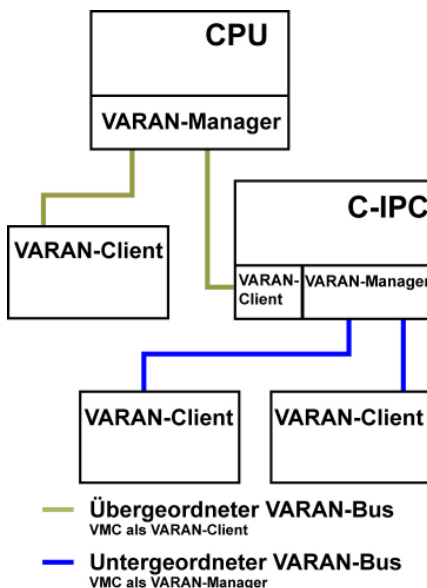 CPU
VARAN-Manager
C-IPC
VARAN-Client
VARAN-
Client
VARAN-Manager
VARAN-Client
VARAN-Client
Übergeordneter VARAN-Bus
VMC als VARAN-Client
Untergeordneter VARAN-Bus
VMC als VARAN-Manager